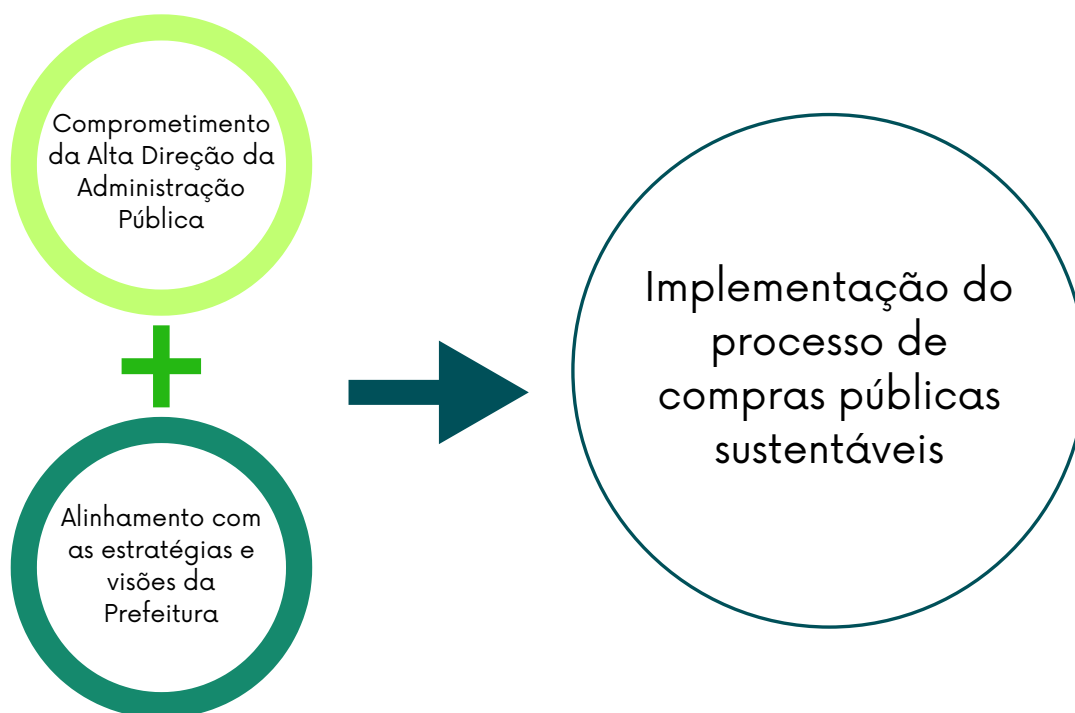 Comprometimento
da Alta Direção da
Administração
Pública
Alinhamento com
as estratégias e
visões da
Prefeitura
Implementação do
processo de
compras públicas
sustentáveis